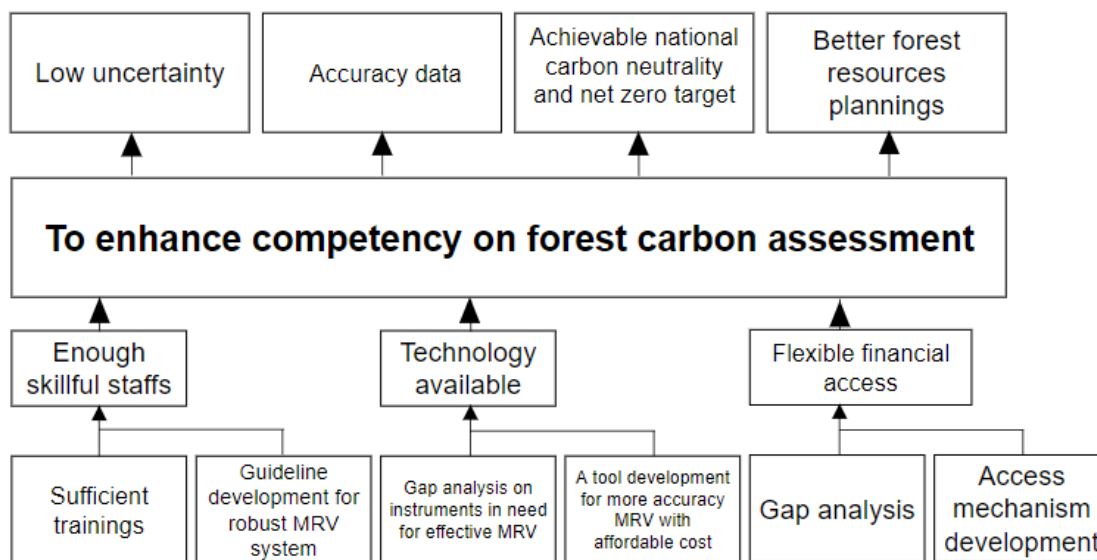 Low uncertainty
Accuracy data
Achievable national
carbon neutrality
and net zero target
Better forest
resources
plannings
To enhance competency on forest carbon assessment
Enough
skillful staffs
Technology
available
Flexible financial
access
Sufficient
trainings
Guideline
development for
robust MRV
system
Gap analysis on
instruments in need
for effective MRV
A tool development
for more accuracy
MRV with
affordable cost
Gap analysis
Access
mechanism
development